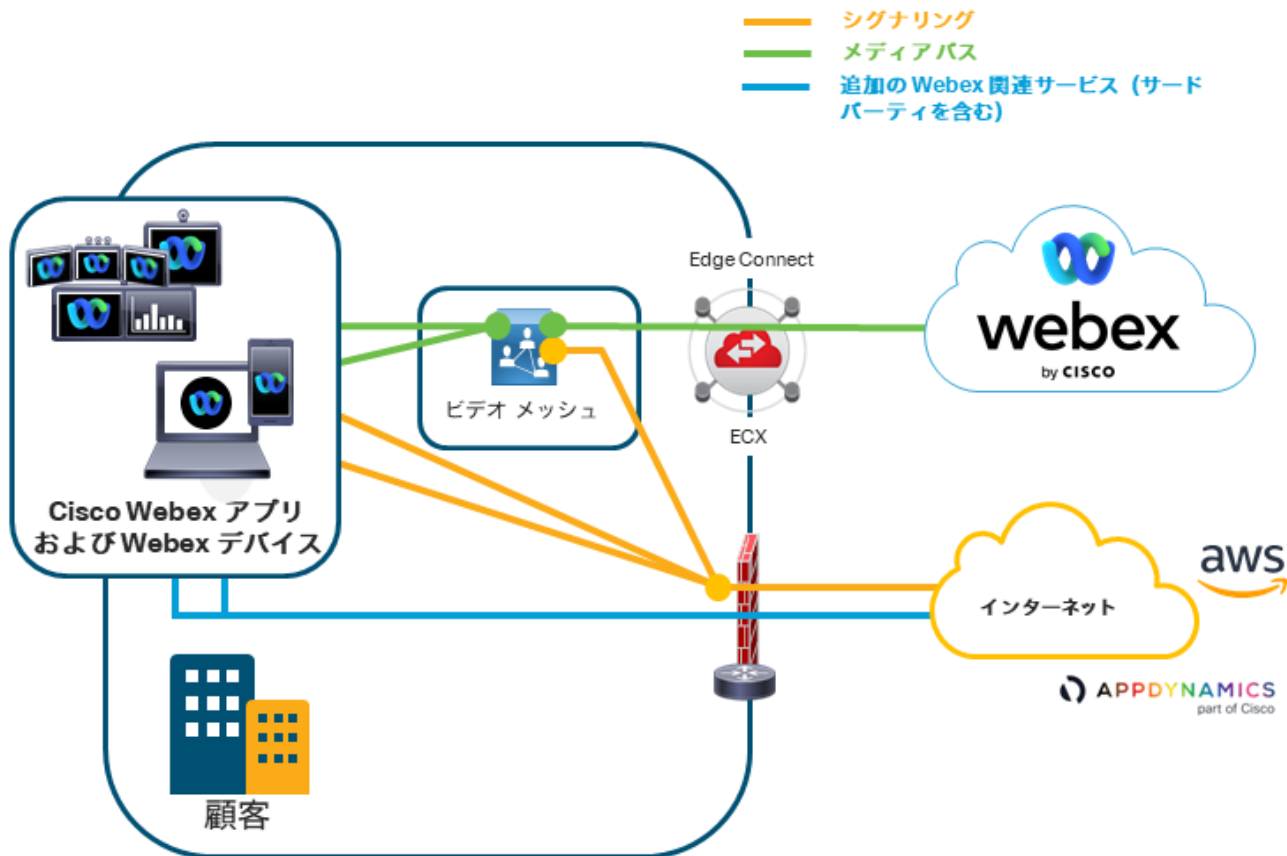 シグナリング
メディアパス
追加の Webex 関連サービス (サード
パーティを含む)
Edge Connect
webex
by CISCO
ビデオ メッシュ
ECX
Cisco Webex アプリ
および Webex デバイス
aws
インターネット
APPDYNAMICS
part of Cisco
顧客